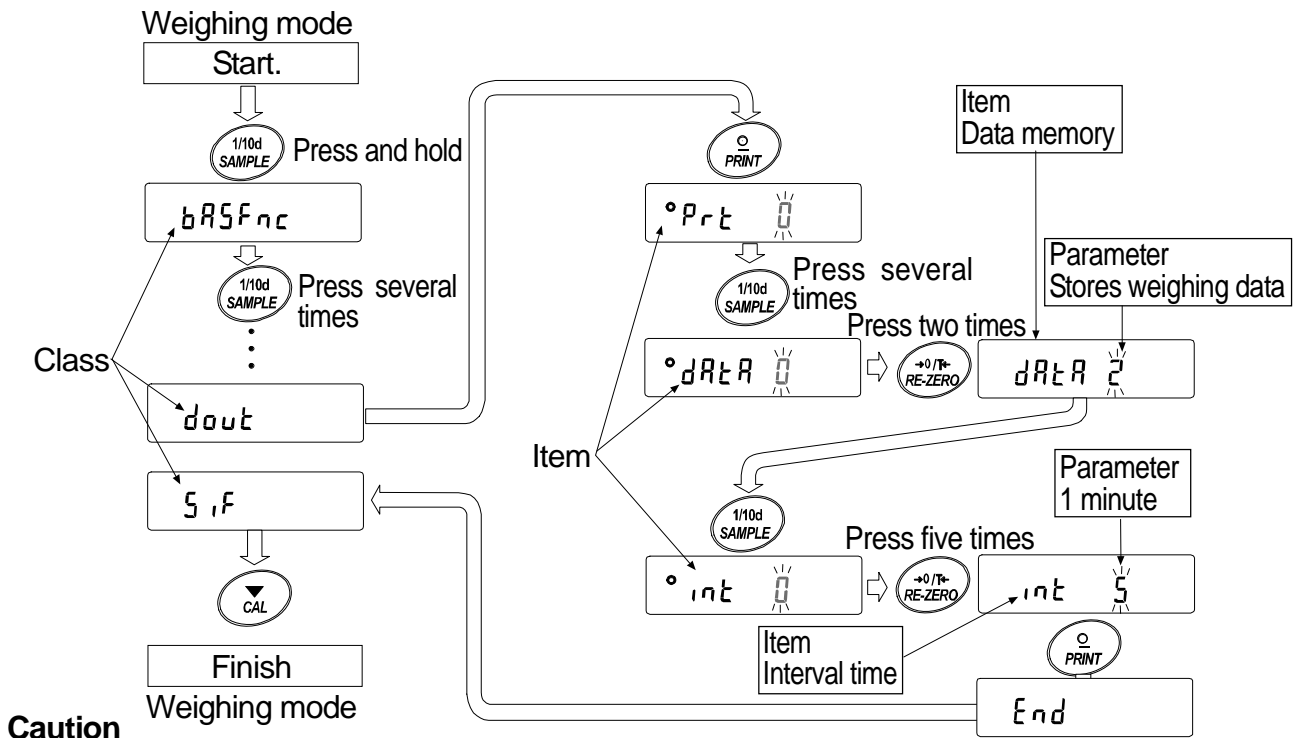 Weighing mode
Start.
1/10d
SAMPLE
Press and hold
bASFnc
1/10d
SAMPLE
Press several
times
Class
dout
SiF
CAL
Finish
Weighing mode
Caution
PRINT
Prt 0
1/10d
SAMPLE
Press several
times
Press two times
dAtA 0
→0/T←
RE-ZERO
dAtA 2
Item
Data memory
Parameter
Stores weighing data
Item
1/10d
SAMPLE
Press five times
int 0
→0/T←
RE-ZERO
int 5
Parameter
1 minute
Item
Interval time
PRINT
End